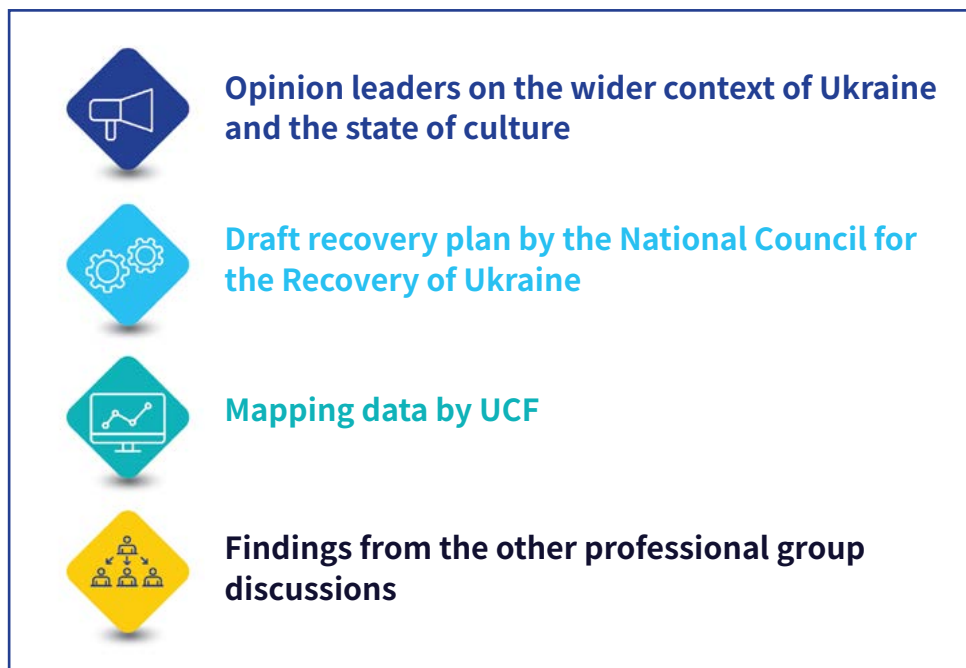 Opinion leaders on the wider context of Ukraine
and the state of culture
Draft recovery plan by the National Council for
the Recovery of Ukraine
Mapping data by UCF
Findings from the other professional group
discussions